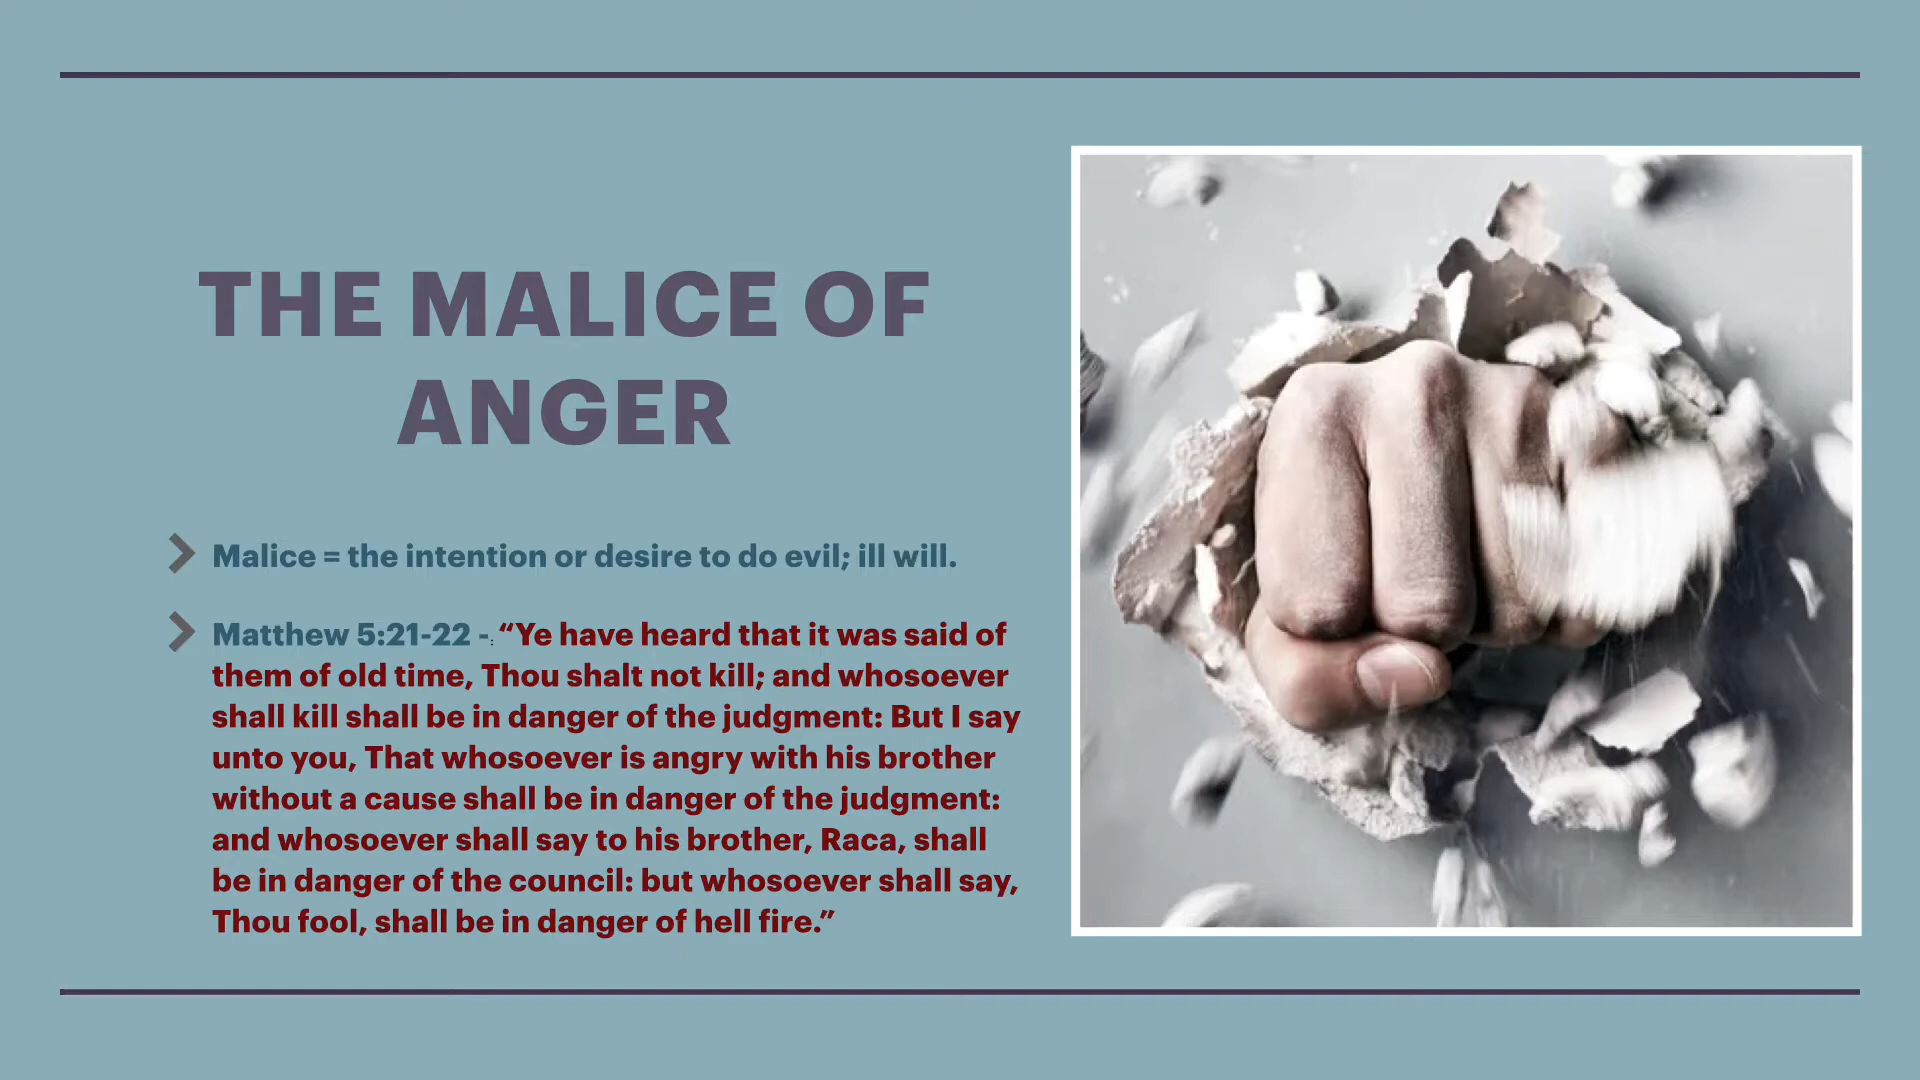 THE MALICE OF
ANGER
Malice = the intention or desire to do evil; ill will.
Matthew 5:21-22 -: “Ye have heard that it was said of
them of old time, Thou shalt not kill; and whosoever
shall kill shall be in danger of the judgment: But I say
unto you, That whosoever is angry with his brother
without a cause shall be in danger of the judgment:
and whosoever shall say to his brother, Raca, shall
be in danger of the council: but whosoever shall say,
Thou fool, shall be in danger of hell fire.”